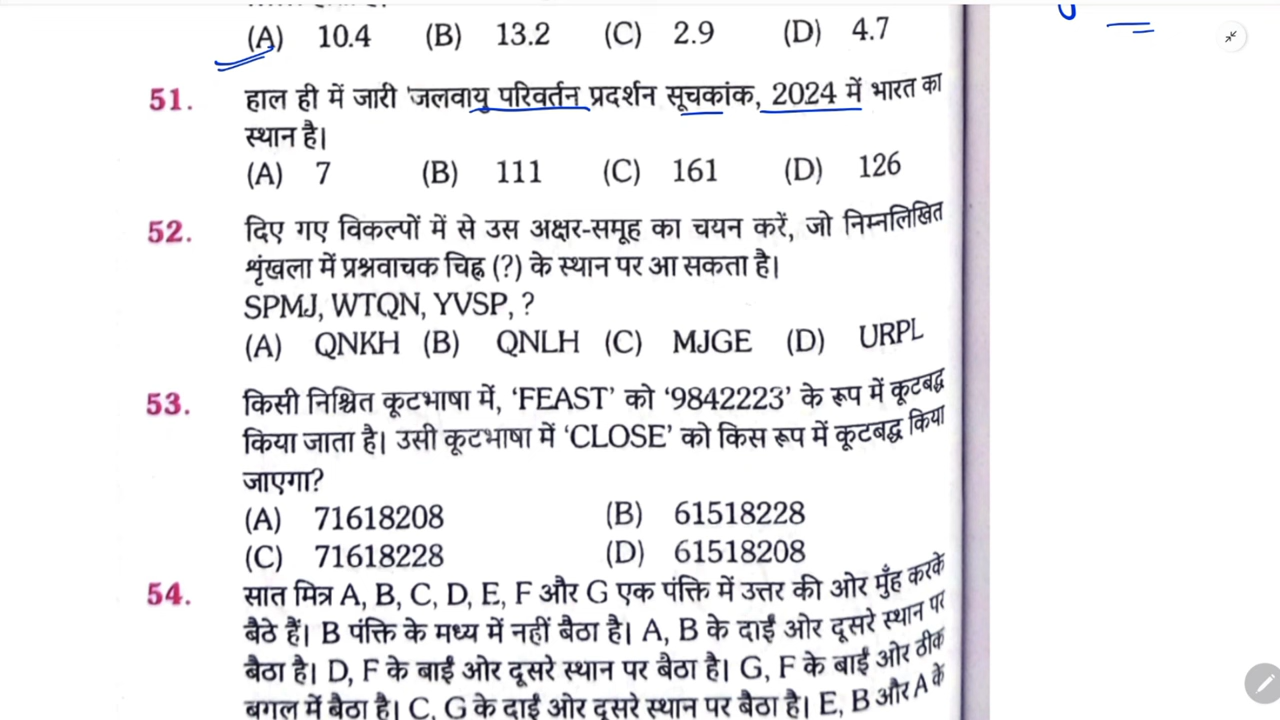 (A) 10.4 (B) 13.2 (C) 2.9 (D) 4.7
51. हाल ही में जारी 'जलवायु परिवर्तन प्रदर्शन सूचकांक, 2024 में भारत का
स्थान है।
(A) 7 (B) 111 (C) 161 (D) 126
52. दिए गए विकल्पों में से उस अक्षर-समूह का चयन करें, जो निम्नलिखित
शृंखला में प्रश्नवाचक चिह्न (?) के स्थान पर आ सकता है।
SPMJ, WTQN, YVSP, ?
(A) QNKH (B) QNLH (C) MJGE (D) URPL
53. किसी निश्चित कूटभाषा में, 'FEAST' को '9842223' के रूप में कूटबद्ध
किया जाता है। उसी कूटभाषा में 'CLOSE' को किस रूप में कूटबद्ध किया
जाएगा?
(A) 71618208 (B) 61518228
(C) 71618228 (D) 61518208
54. सात मित्र A, B, C, D, E, F और G एक पंक्ति में उत्तर की ओर मुँह करके
बैठे हैं। B पंक्ति के मध्य में नहीं बैठा है। A, B के दाईं ओर दूसरे स्थान पर
बैठा है। D, F के बाईं ओर दूसरे स्थान पर बैठा है। G, F के बाईं ओर ठीक
बगल में बैठा है। C, G के दाईं ओर दूसरे स्थान पर बैठा है। E, B और A के